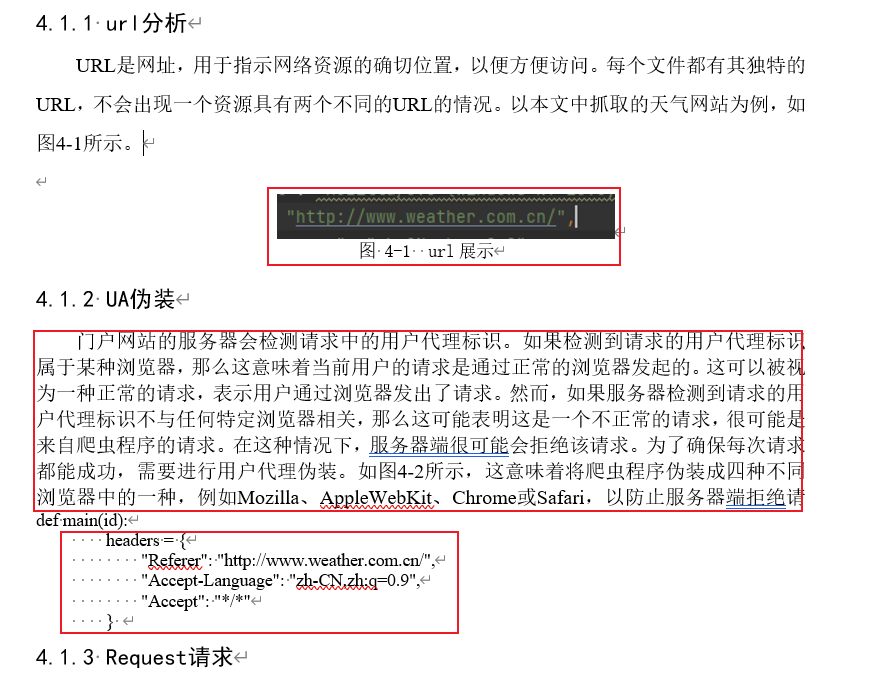 4.1.1 url分析
URL是网址，用于指示网络资源的确切位置，以便方便访问。每个文件都有其独特的
URL，不会出现一个资源具有两个不同的URL的情况。以本文中抓取的天气网站为例，如
图4-1所示。
"http://www.weather.com.cn/",
图 4-1 url 展示
4.1.2 UA伪装
门户网站的服务器会检测请求中的用户代理标识。如果检测到请求的用户代理标识
属于某种浏览器，那么这意味着当前用户的请求是通过正常的浏览器发起的。这可以被视
为一种正常的请求，表示用户通过浏览器发出了请求。然而，如果服务器检测到请求的用
户代理标识不与任何特定浏览器相关，那么这可能表明这是一个不正常的请求，很可能是
来自爬虫程序的请求。在这种情况下，服务器端很可能会拒绝该请求。为了确保每次请求
都能成功，需要进行用户代理伪装。如图4-2所示，这意味着将爬虫程序伪装成四种不同
浏览器中的一种，例如Mozilla、AppleWebKit、Chrome或Safari，以防止服务器端拒绝请
def main(id):
headers = {
"Referer": "http://www.weather.com.cn/",
"Accept-Language": "zh-CN,zh;q=0.9",
"Accept": "*/*"
}
4.1.3 Request请求